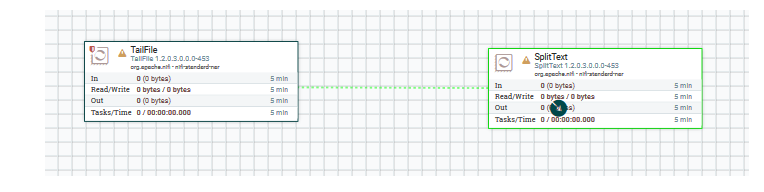 TailFile
TailFile 1.2.0.3.0.0.0-453
org.apache.nifi - nifi-standard-nar
In 0 (0 bytes) 5 min
Read/Write 0 bytes / 0 bytes 5 min
Out 0 (0 bytes) 5 min
Tasks/Time 0 / 00:00:00.000 5 min
SplitText
SplitText 1.2.0.3.0.0.0-453
org.apache.nifi - nifi-standard-nar
In 0 (0 bytes) 5 min
Read/Write 0 bytes / 0 bytes 5 min
Out 0 5 min
Tasks/Time 0 / 00:00:00.000 5 min